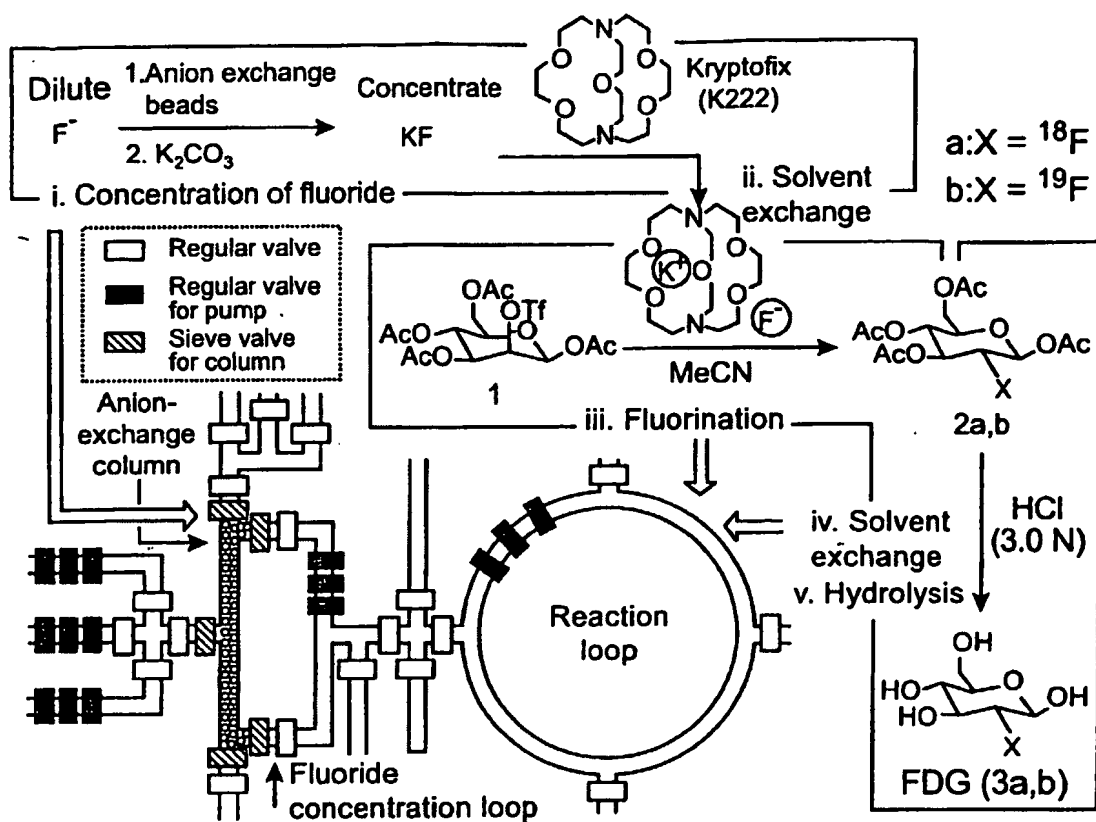 N
O
O
O
O
O
O
N
Kryptofix
(K222)
Dilute
F⁻
1.Anion exchange
beads
2. K₂CO₃
Concentrate
KF
a:X = ¹⁸F
b:X = ¹⁹F
i. Concentration of fluoride
ii. Solvent
exchange
Regular valve
Regular valve
for pump
Sieve valve
for column
N
O
O
K⁺
O
O
O
O
N
F⁻
OAc
OTf
AcO
O
AcO
OAc
1
MeCN
iii. Fluorination
OAc
AcO
O
AcO
OAc
X
2a,b
Anion-
exchange
column
iv. Solvent
exchange
v. Hydrolysis
HCl
(3.0 N)
Reaction
loop
OH
HO
O
HO
OH
X
FDG (3a,b)
Fluoride
concentration loop